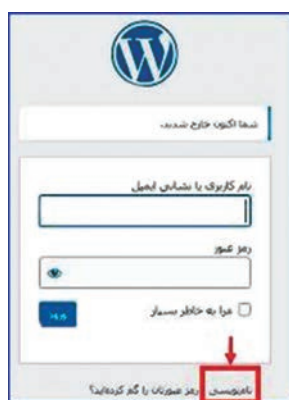 شما اکنون خارج شدید.
نام کاربری یا نشانی ایمیل
رمز عبور
مرا به خاطر بسپار
ورود
نام‌نویسی
رمز عبورتان را گم کرده‌اید؟